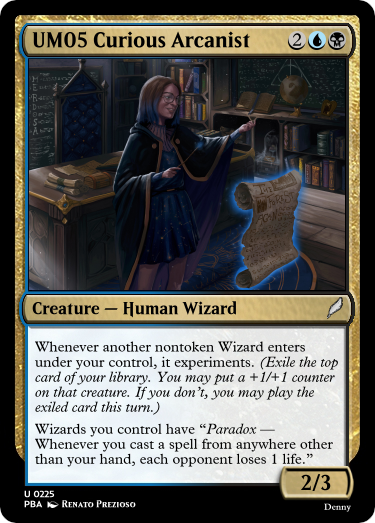 UM05 Curious Arcanist 2
Creature — Human Wizard
Whenever another nontoken Wizard enters
under your control, it experiments. (Exile the top
card of your library. You may put a +1/+1 counter
on that creature. If you don't, you may play the
exiled card this turn.)
Wizards you control have “Paradox —
Whenever you cast a spell from anywhere other
than your hand, each opponent loses 1 life.”
2/3
U 0225
PBA Renato Prezioso
Denny